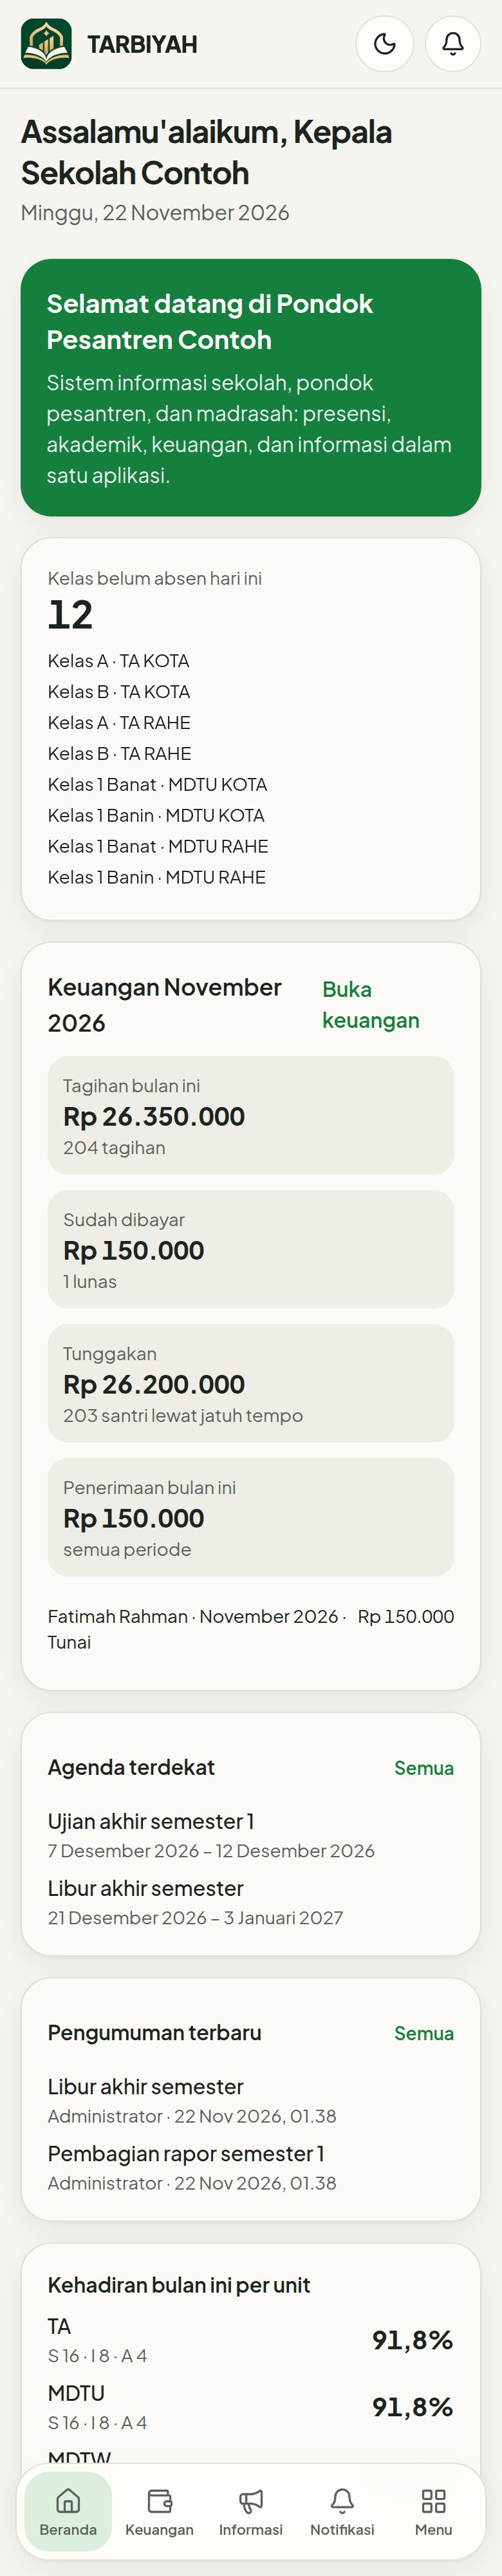 TARBIYAH
Assalamu'alaikum, Kepala
Sekolah Contoh
Minggu, 22 November 2026
Selamat datang di Pondok
Pesantren Contoh
Sistem informasi sekolah, pondok
pesantren, dan madrasah: presensi,
akademik, keuangan, dan informasi dalam
satu aplikasi.
Kelas belum absen hari ini
12
Kelas A · TA KOTA
Kelas B · TA KOTA
Kelas A · TA RAHE
Kelas B · TA RAHE
Kelas 1 Banat · MDTU KOTA
Kelas 1 Banin · MDTU KOTA
Kelas 1 Banat · MDTU RAHE
Kelas 1 Banin · MDTU RAHE
Keuangan November
2026
Buka
keuangan
Tagihan bulan ini
Rp 26.350.000
204 tagihan
Sudah dibayar
Rp 150.000
1 lunas
Tunggakan
Rp 26.200.000
203 santri lewat jatuh tempo
Penerimaan bulan ini
Rp 150.000
semua periode
Fatimah Rahman · November 2026 · Rp 150.000
Tunai
Agenda terdekat Semua
Ujian akhir semester 1
7 Desember 2026 – 12 Desember 2026
Libur akhir semester
21 Desember 2026 – 3 Januari 2027
Pengumuman terbaru Semua
Libur akhir semester
Administrator · 22 Nov 2026, 01.38
Pembagian rapor semester 1
Administrator · 22 Nov 2026, 01.38
Kehadiran bulan ini per unit
TA
S 16 · I 8 · A 4
91,8%
MDTU
S 16 · I 8 · A 4
91,8%
MDTW
Beranda Keuangan Informasi Notifikasi Menu